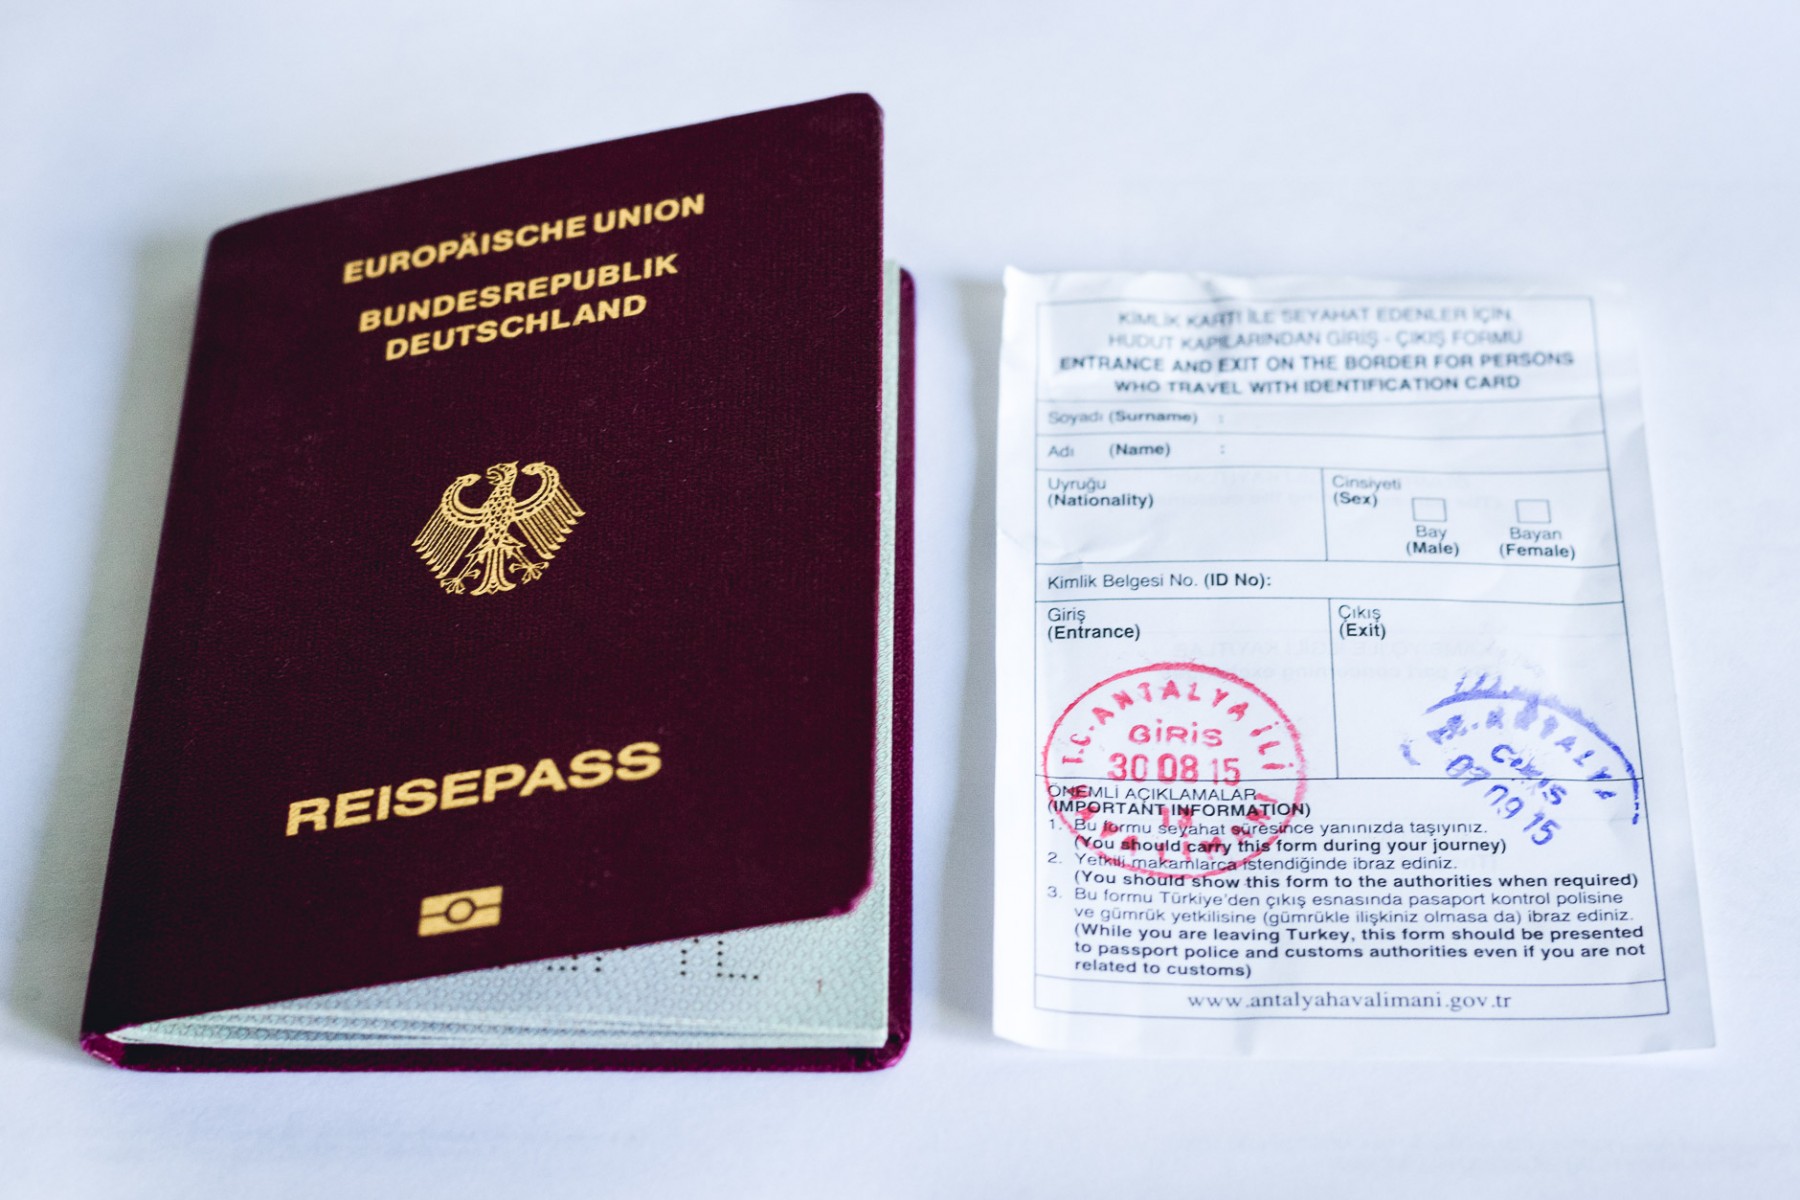 EUROPÄISCHE UNION
BUNDESREPUBLIK
DEUTSCHLAND
REISEPASS
KİMLİK KARTI İLE SEYAHAT EDENLER İÇİN
HUDUT KAPILARINDAN GİRİŞ - ÇIKIŞ FORMU
ENTRANCE AND EXIT ON THE BORDER FOR PERSONS
WHO TRAVEL WITH IDENTIFICATION CARD
Soyadı (Surname) :
Adı (Name) :
Uyruğu
(Nationality)
Cinsiyeti
(Sex)
Bay
(Male)
Bayan
(Female)
Kimlik Belgesi No. (ID No):
Giriş
(Entrance)
Çıkış
(Exit)
T.C. ANTALYA İLİ
GİRİŞ
30 08 15
ANTALYA
ÇIKIŞ
07 09 15
ÖNEMLİ AÇIKLAMALAR
(IMPORTANT INFORMATION)
1. Bu formu seyahat süresince yanınızda taşıyınız.
(You should carry this form during your journey)
2. Yetkili makamlarca istendiğinde ibraz ediniz.
(You should show this form to the authorities when required)
3. Bu formu Türkiye'den çıkış esnasında pasaport kontrol polisine
ve gümrük yetkilisine (gümrükle ilişkiniz olmasa da) ibraz ediniz.
(While you are leaving Turkey, this form should be presented
to passport police and customs authorities even if you are not
related to customs)
www.antalyahavalimani.gov.tr
1